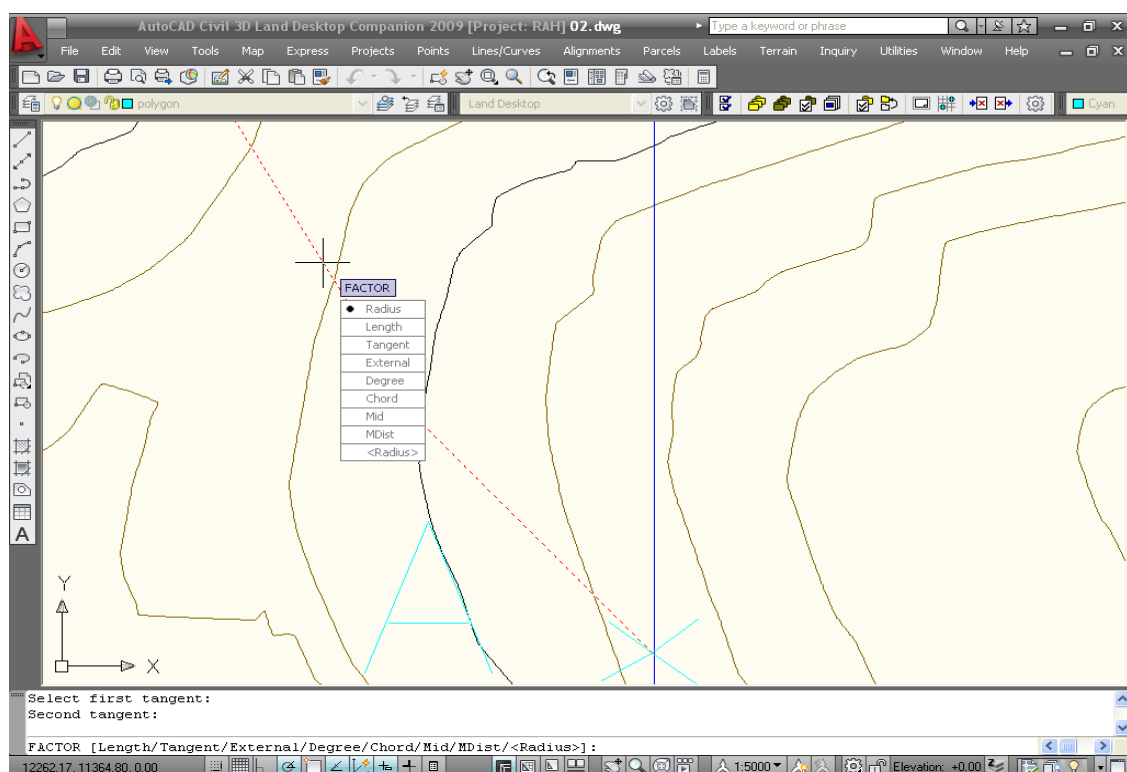 AutoCAD Civil 3D Land Desktop Companion 2009 [Project: RAH] 02.dwg
Type a keyword or phrase
File Edit View Tools Map Express Projects Points Lines/Curves Alignments Parcels Labels Terrain Inquiry Utilities Window Help
polygon
Land Desktop
Cyan
A
FACTOR
Radius
Length
Tangent
External
Degree
Chord
Mid
MDist
<Radius>
Y
X
Select first tangent:
Second tangent:
FACTOR [Length/Tangent/External/Degree/Chord/Mid/MDist/<Radius>]:
12262.17, 11364.80, 0.00
1:5000
Elevation: +0.00